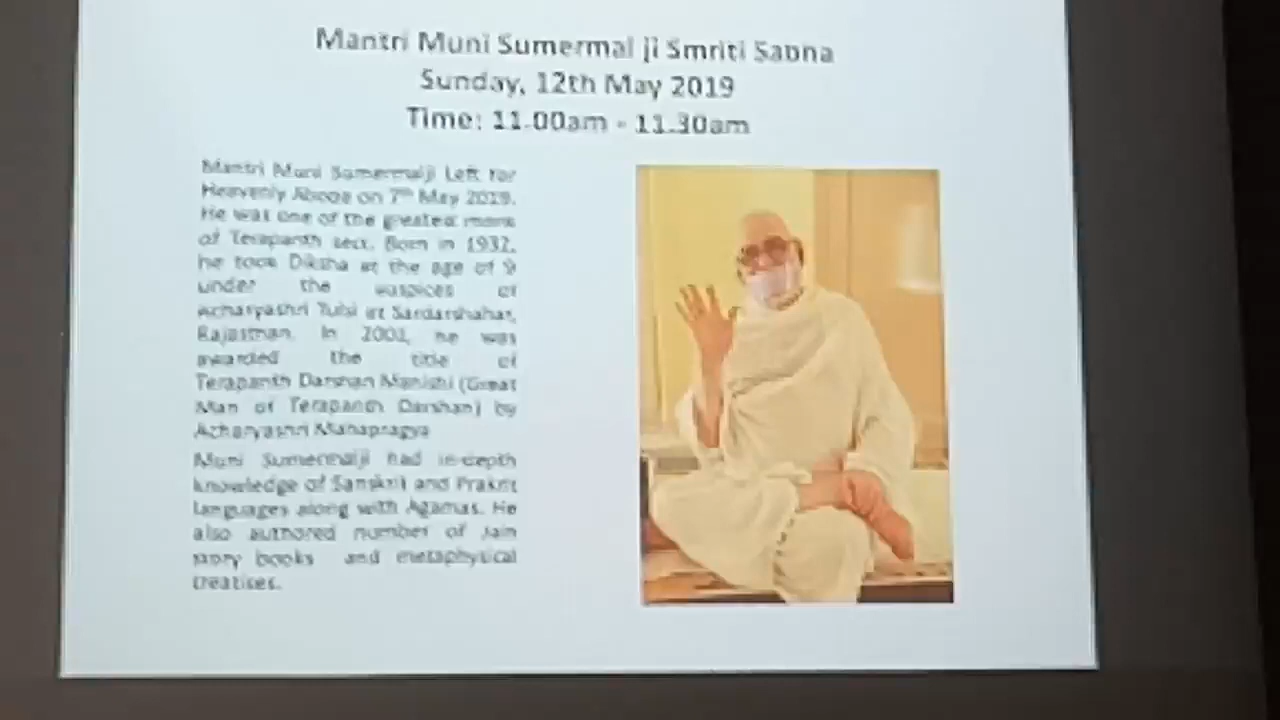 Mantri Muni Sumermal ji Smriti Sabha
Sunday, 12th May 2019
Time: 11.00am - 11.30am
Mantri Muni Sumermalji Left for
Heavenly Abode on 7th May 2019.
He was one of the greatest monk
of Terapanth sect. Born in 1932,
he took Diksha at the age of 9
under the auspices of
Acharyashri Tulsi at Sardarshahar,
Rajasthan. In 2002, he was
awarded the title of
Terapanth Darshan Manishi (Great
Man of Terapanth Darshan) by
Acharyashri Mahapragya
Muni Sumermalji had in-depth
knowledge of Sanskrit and Prakrit
languages along with Agamas. He
also authored number of Jain
story books and metaphysical
treatises.